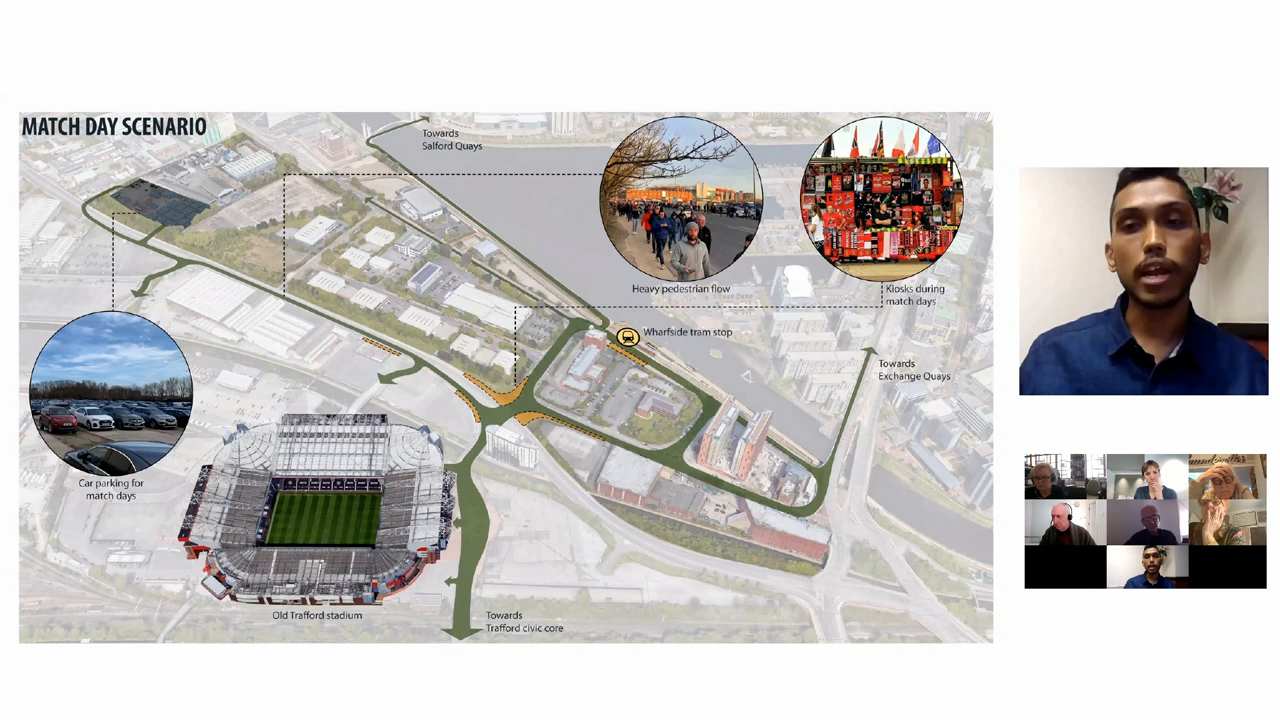 MATCH DAY SCENARIO
Towards
Salford Quays
Heavy pedestrian flow
Kiosks during
match days
Wharfside tram stop
Towards
Exchange Quays
Car parking for
match days
Old Trafford stadium
Towards
Trafford civic core